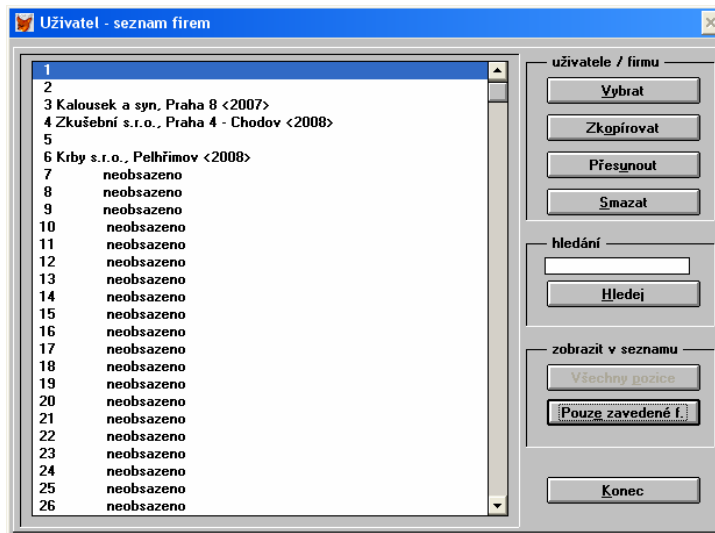 Uživatel - seznam firem
1
2
3 Kalousek a syn, Praha 8 <2007>
4 Zkušební s.r.o., Praha 4 - Chodov <2008>
5
6 Krby s.r.o., Pelhřimov <2008>
7 neobsazeno
8 neobsazeno
9 neobsazeno
10 neobsazeno
11 neobsazeno
12 neobsazeno
13 neobsazeno
14 neobsazeno
15 neobsazeno
16 neobsazeno
17 neobsazeno
18 neobsazeno
19 neobsazeno
20 neobsazeno
21 neobsazeno
22 neobsazeno
23 neobsazeno
24 neobsazeno
25 neobsazeno
26 neobsazeno
uživatele / firmu
Vybrat
Zkopírovat
Přesunout
Smazat
hledání
Hledej
zobrazit v seznamu
Všechny pozice
Pouze zavedené f.
Konec